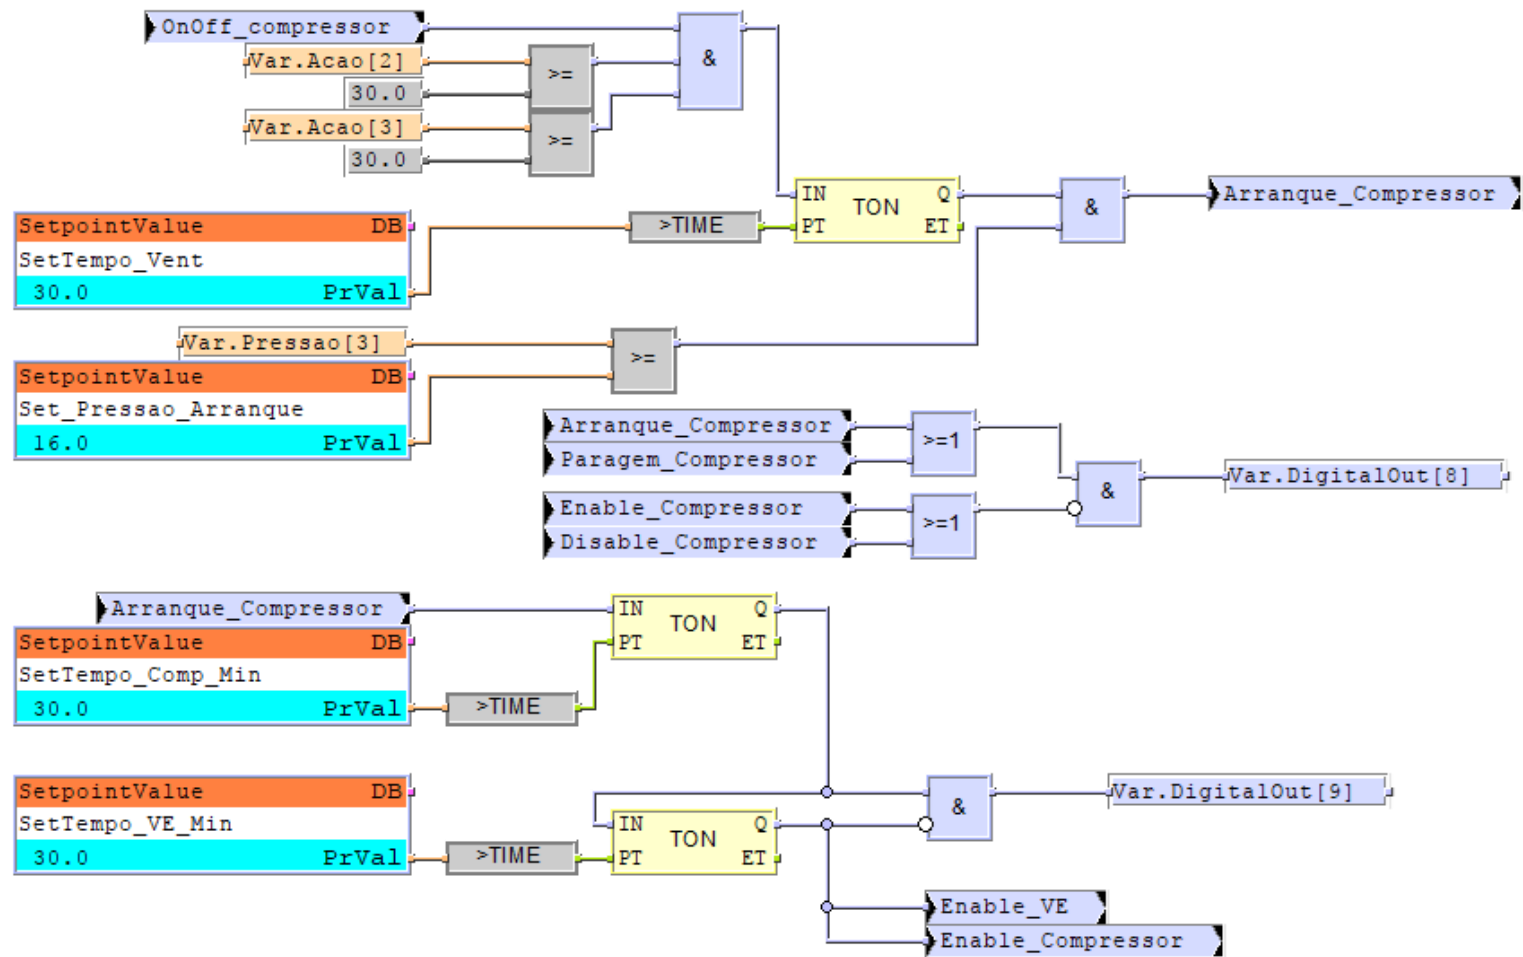 OnOff_compressor
Var.Acao[2]
>=
&
30.0
Var.Acao[3]
>=
30.0
IN
TON
Q
PT
ET
&
Arranque_Compressor
SetpointValue DB
SetTempo_Vent
30.0 PrVal
>TIME
Var.Pressao[3]
>=
SetpointValue DB
Set_Pressao_Arranque
16.0 PrVal
Arranque_Compressor
>=1
Paragem_Compressor
&
Var.DigitalOut[8]
Enable_Compressor
>=1
Disable_Compressor
Arranque_Compressor
IN
TON
Q
PT
ET
SetpointValue DB
SetTempo_Comp_Min
30.0 PrVal
>TIME
SetpointValue DB
SetTempo_VE_Min
30.0 PrVal
>TIME
IN
TON
Q
PT
ET
&
Var.DigitalOut[9]
Enable_VE
Enable_Compressor